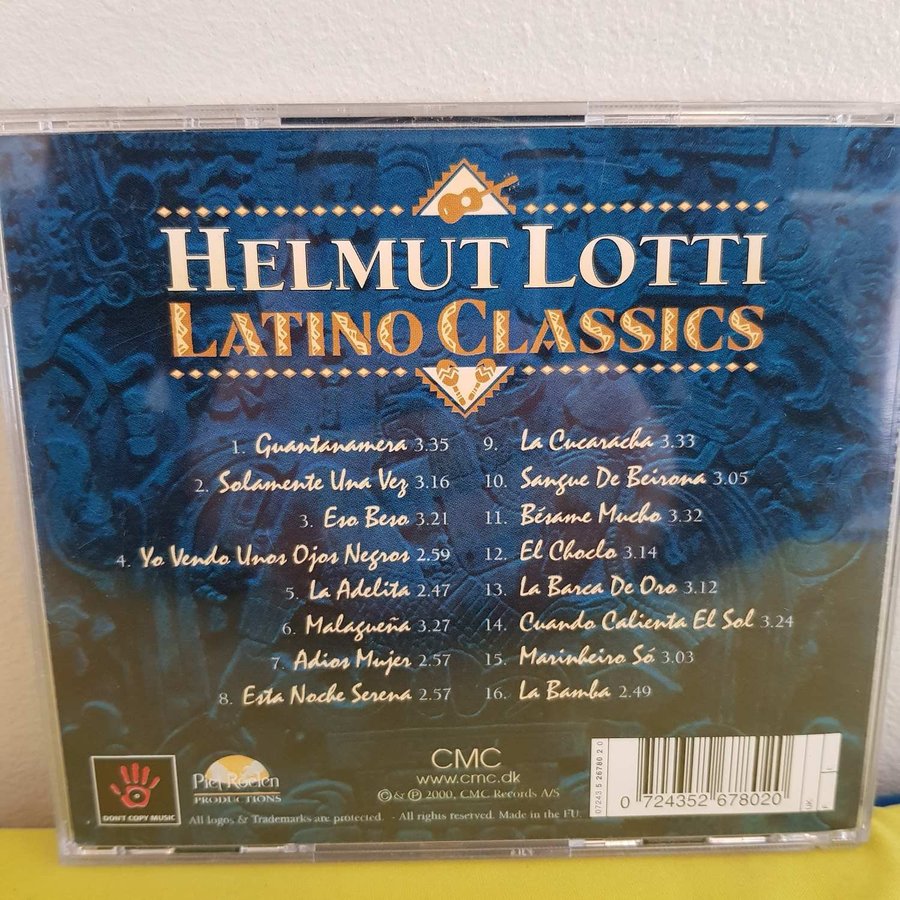 HELMUT LOTTI
LATINO CLASSICS
1. Guantanamera 3.35
2. Solamente Una Vez 3.16
3. Eso Beso 3.21
4. Yo Vendo Unos Ojos Negros 2.59
5. La Adelita 2.47
6. Malagueña 3.27
7. Adios Mujer 2.57
8. Esta Noche Serena 2.57
9. La Cucaracha 3.33
10. Sangue De Beirona 3.05
11. Bésame Mucho 3.32
12. El Choclo 3.14
13. La Barca De Oro 3.12
14. Cuando Calienta El Sol 3.24
15. Marinheiro Só 3.03
16. La Bamba 2.49
DON'T COPY MUSIC
Piet Roelen
PRODUCTIONS
CMC
www.cmc.dk
© & ℗ 2000, CMC Records A/S
All logos & Trademarks are protected. - All rights reserved. Made in the EU.
07243 5 26780 2 0
0 724352 678020
UK:
F: